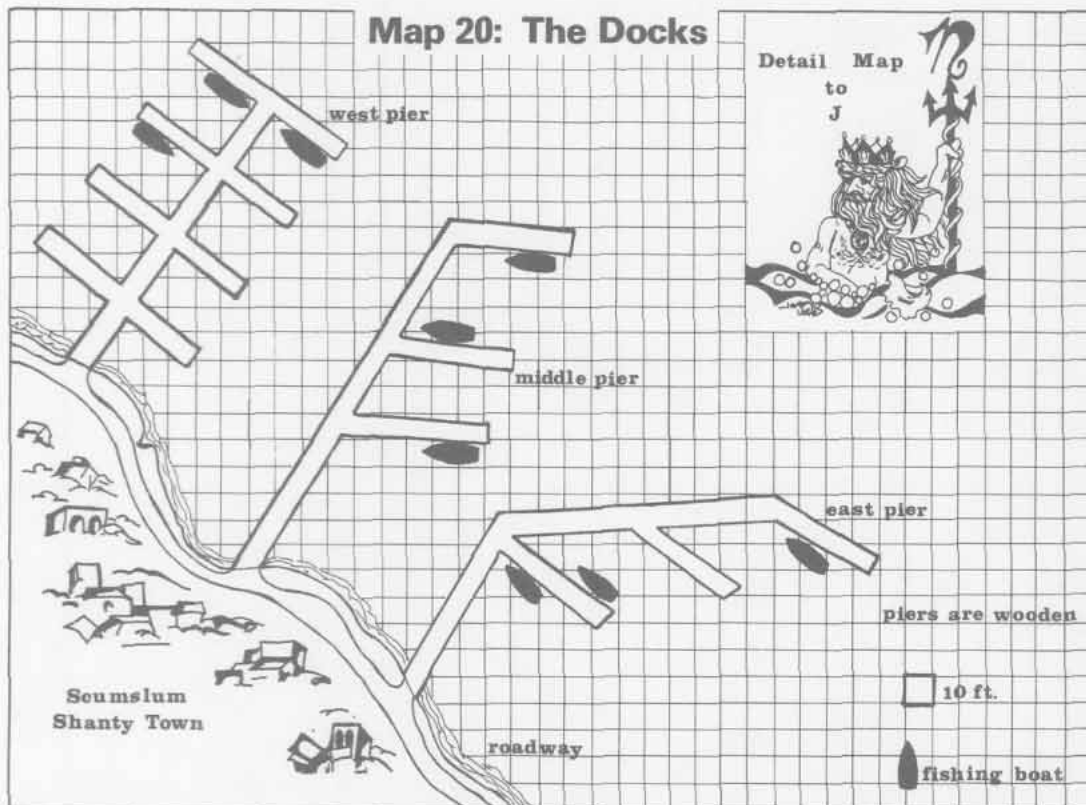 Map 20: The Docks
Detail Map
to
J
n
west pier
middle pier
east pier
piers are wooden
10 ft.
Scumslum
Shanty Town
roadway
fishing boat